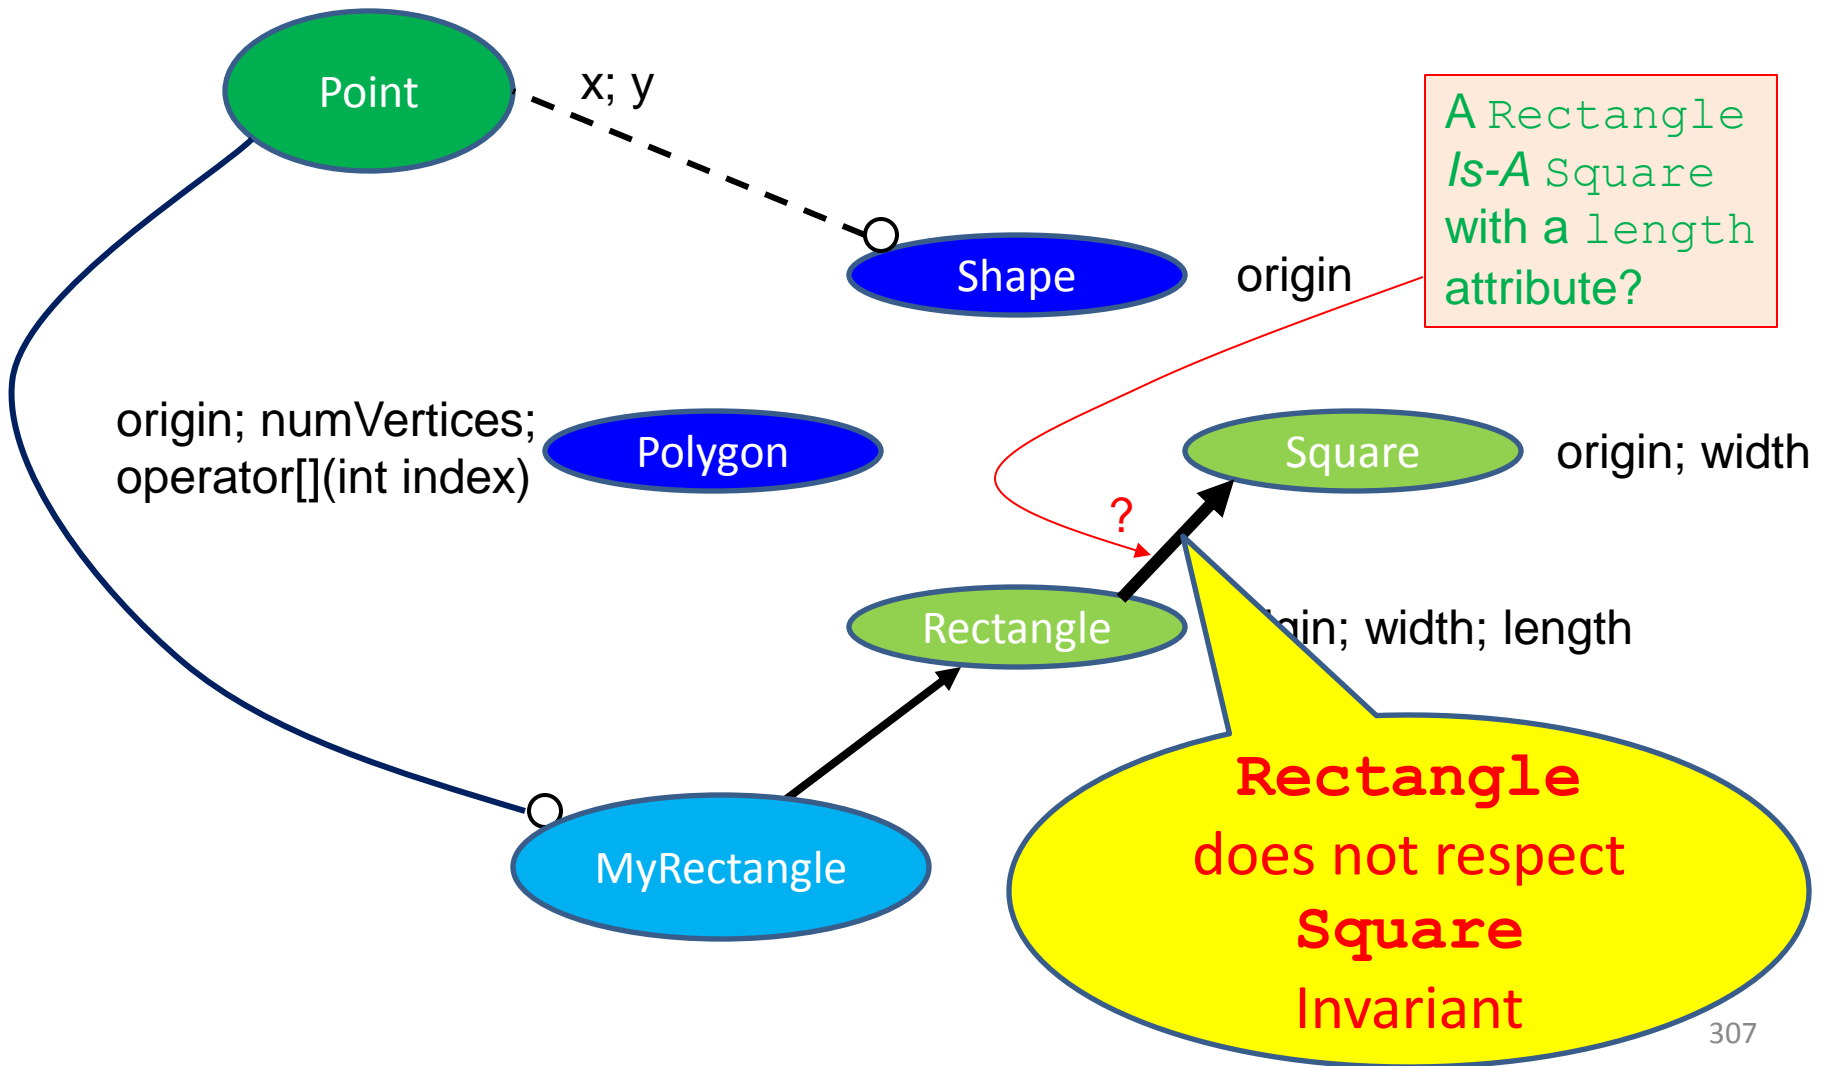 Point
x; y
A Rectangle
Is-A Square
with a length
attribute?
Shape
origin
origin; numVertices;
operator[](int index)
Polygon
Square
origin; width
?
Rectangle
gin; width; length
MyRectangle
Rectangle
does not respect
Square
Invariant
307